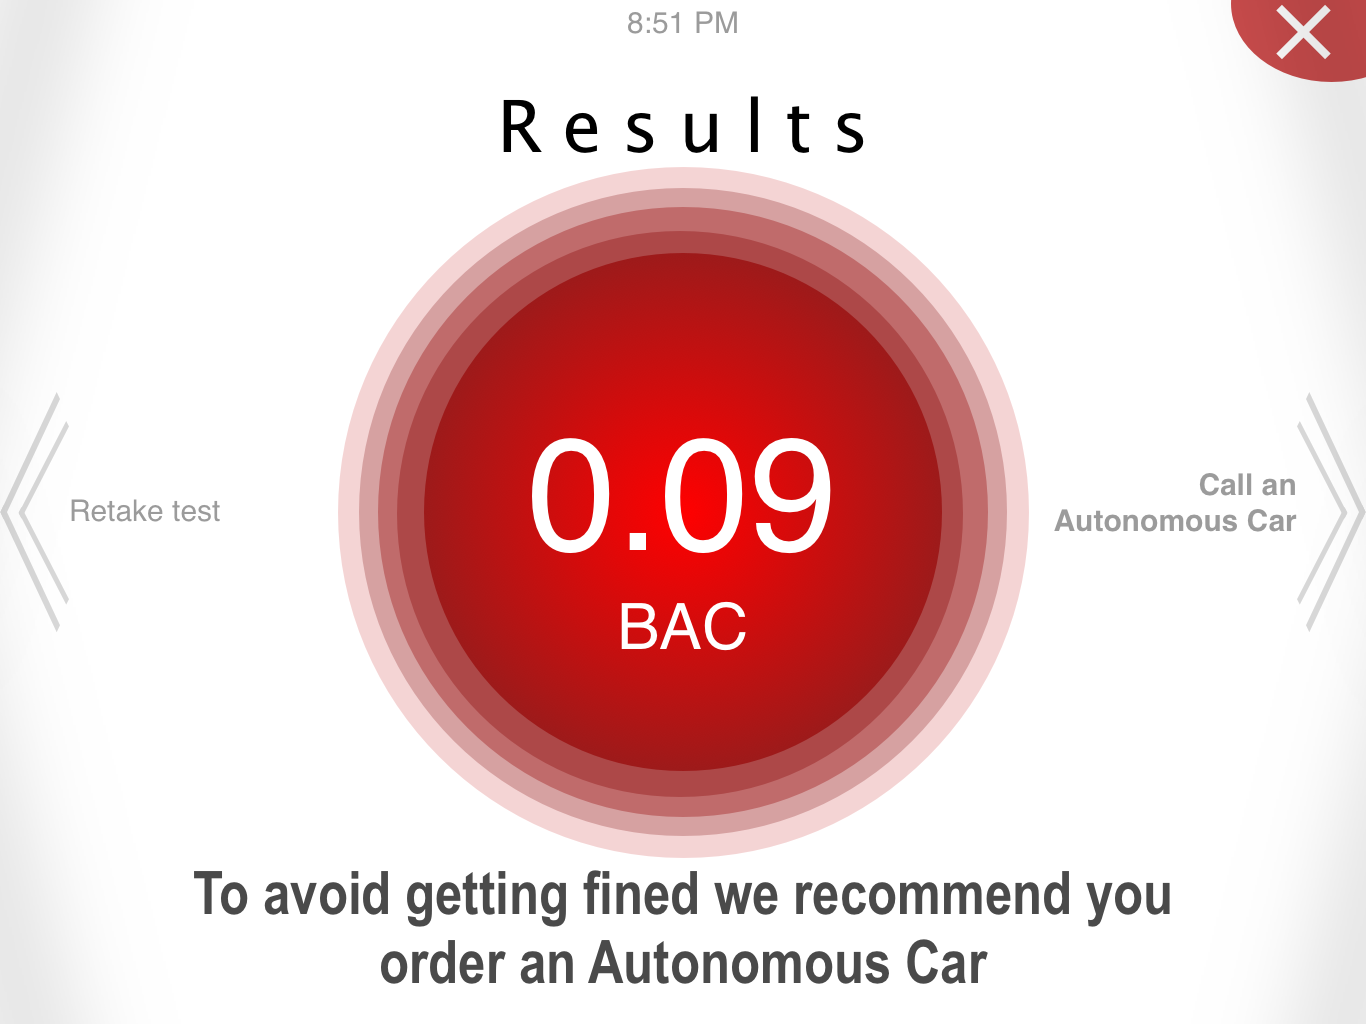 8:51 PM
Results
0.09
BAC
Retake test
Call an
Autonomous Car
To avoid getting fined we recommend you
order an Autonomous Car